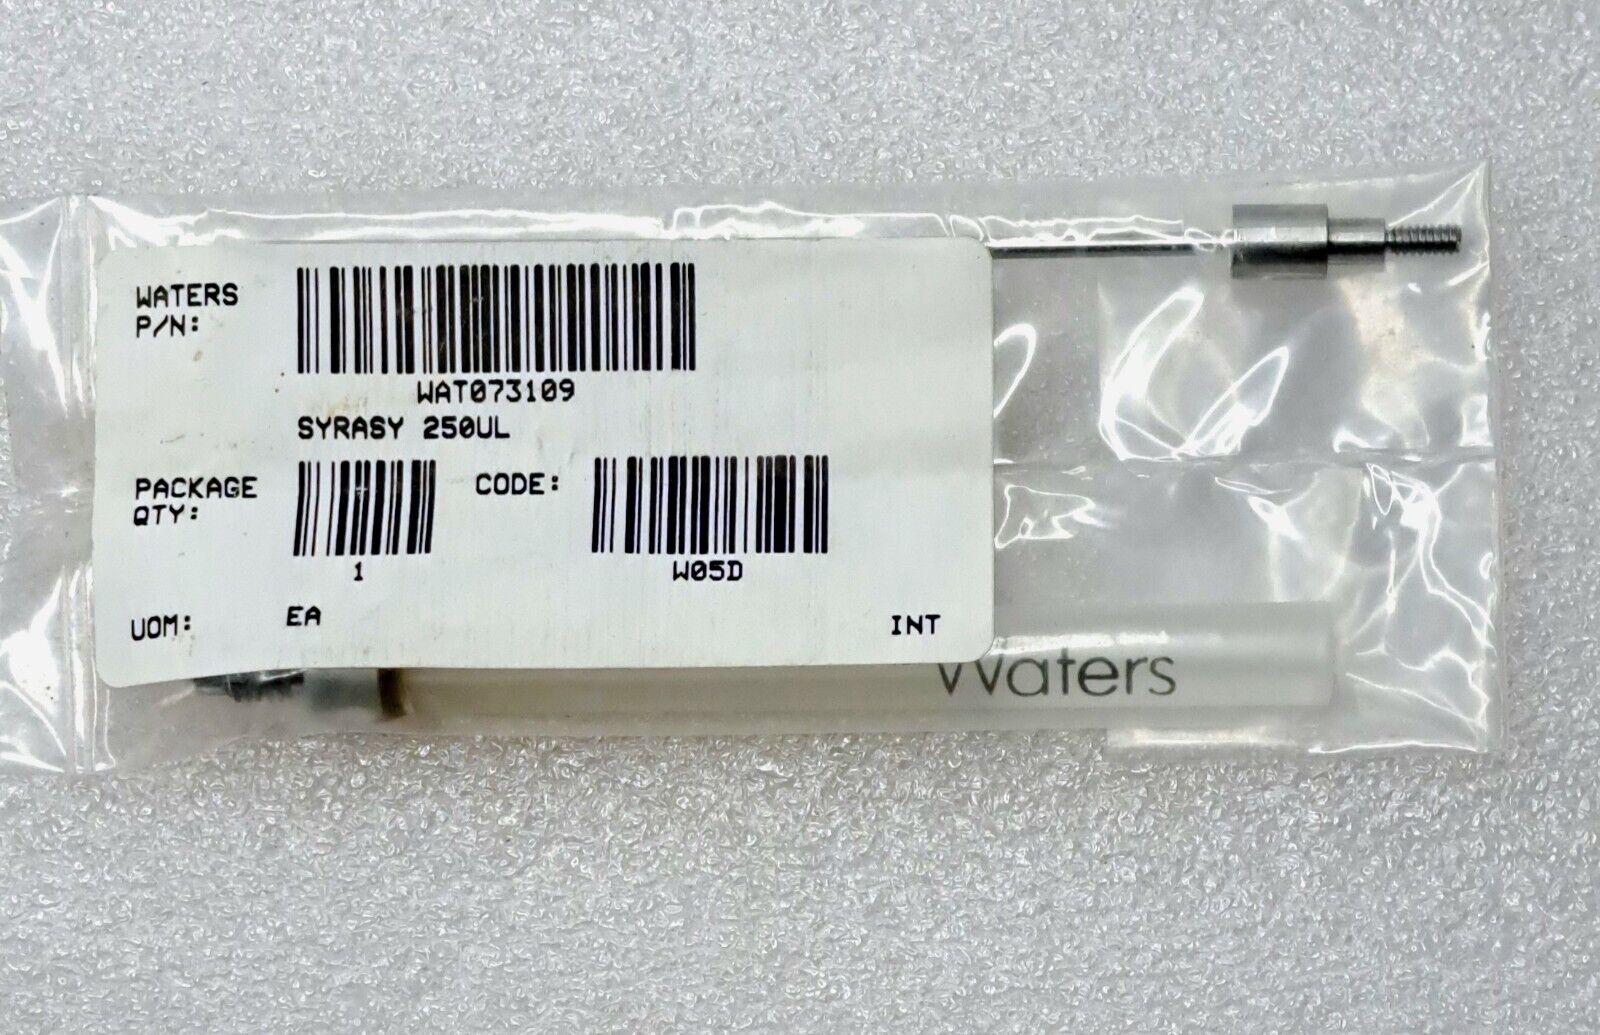 WATERS
P/N:
WAT073109
SYRASY 250UL
PACKAGE
QTY:
1
CODE:
W05D
UOM:
EA
INT
Waters